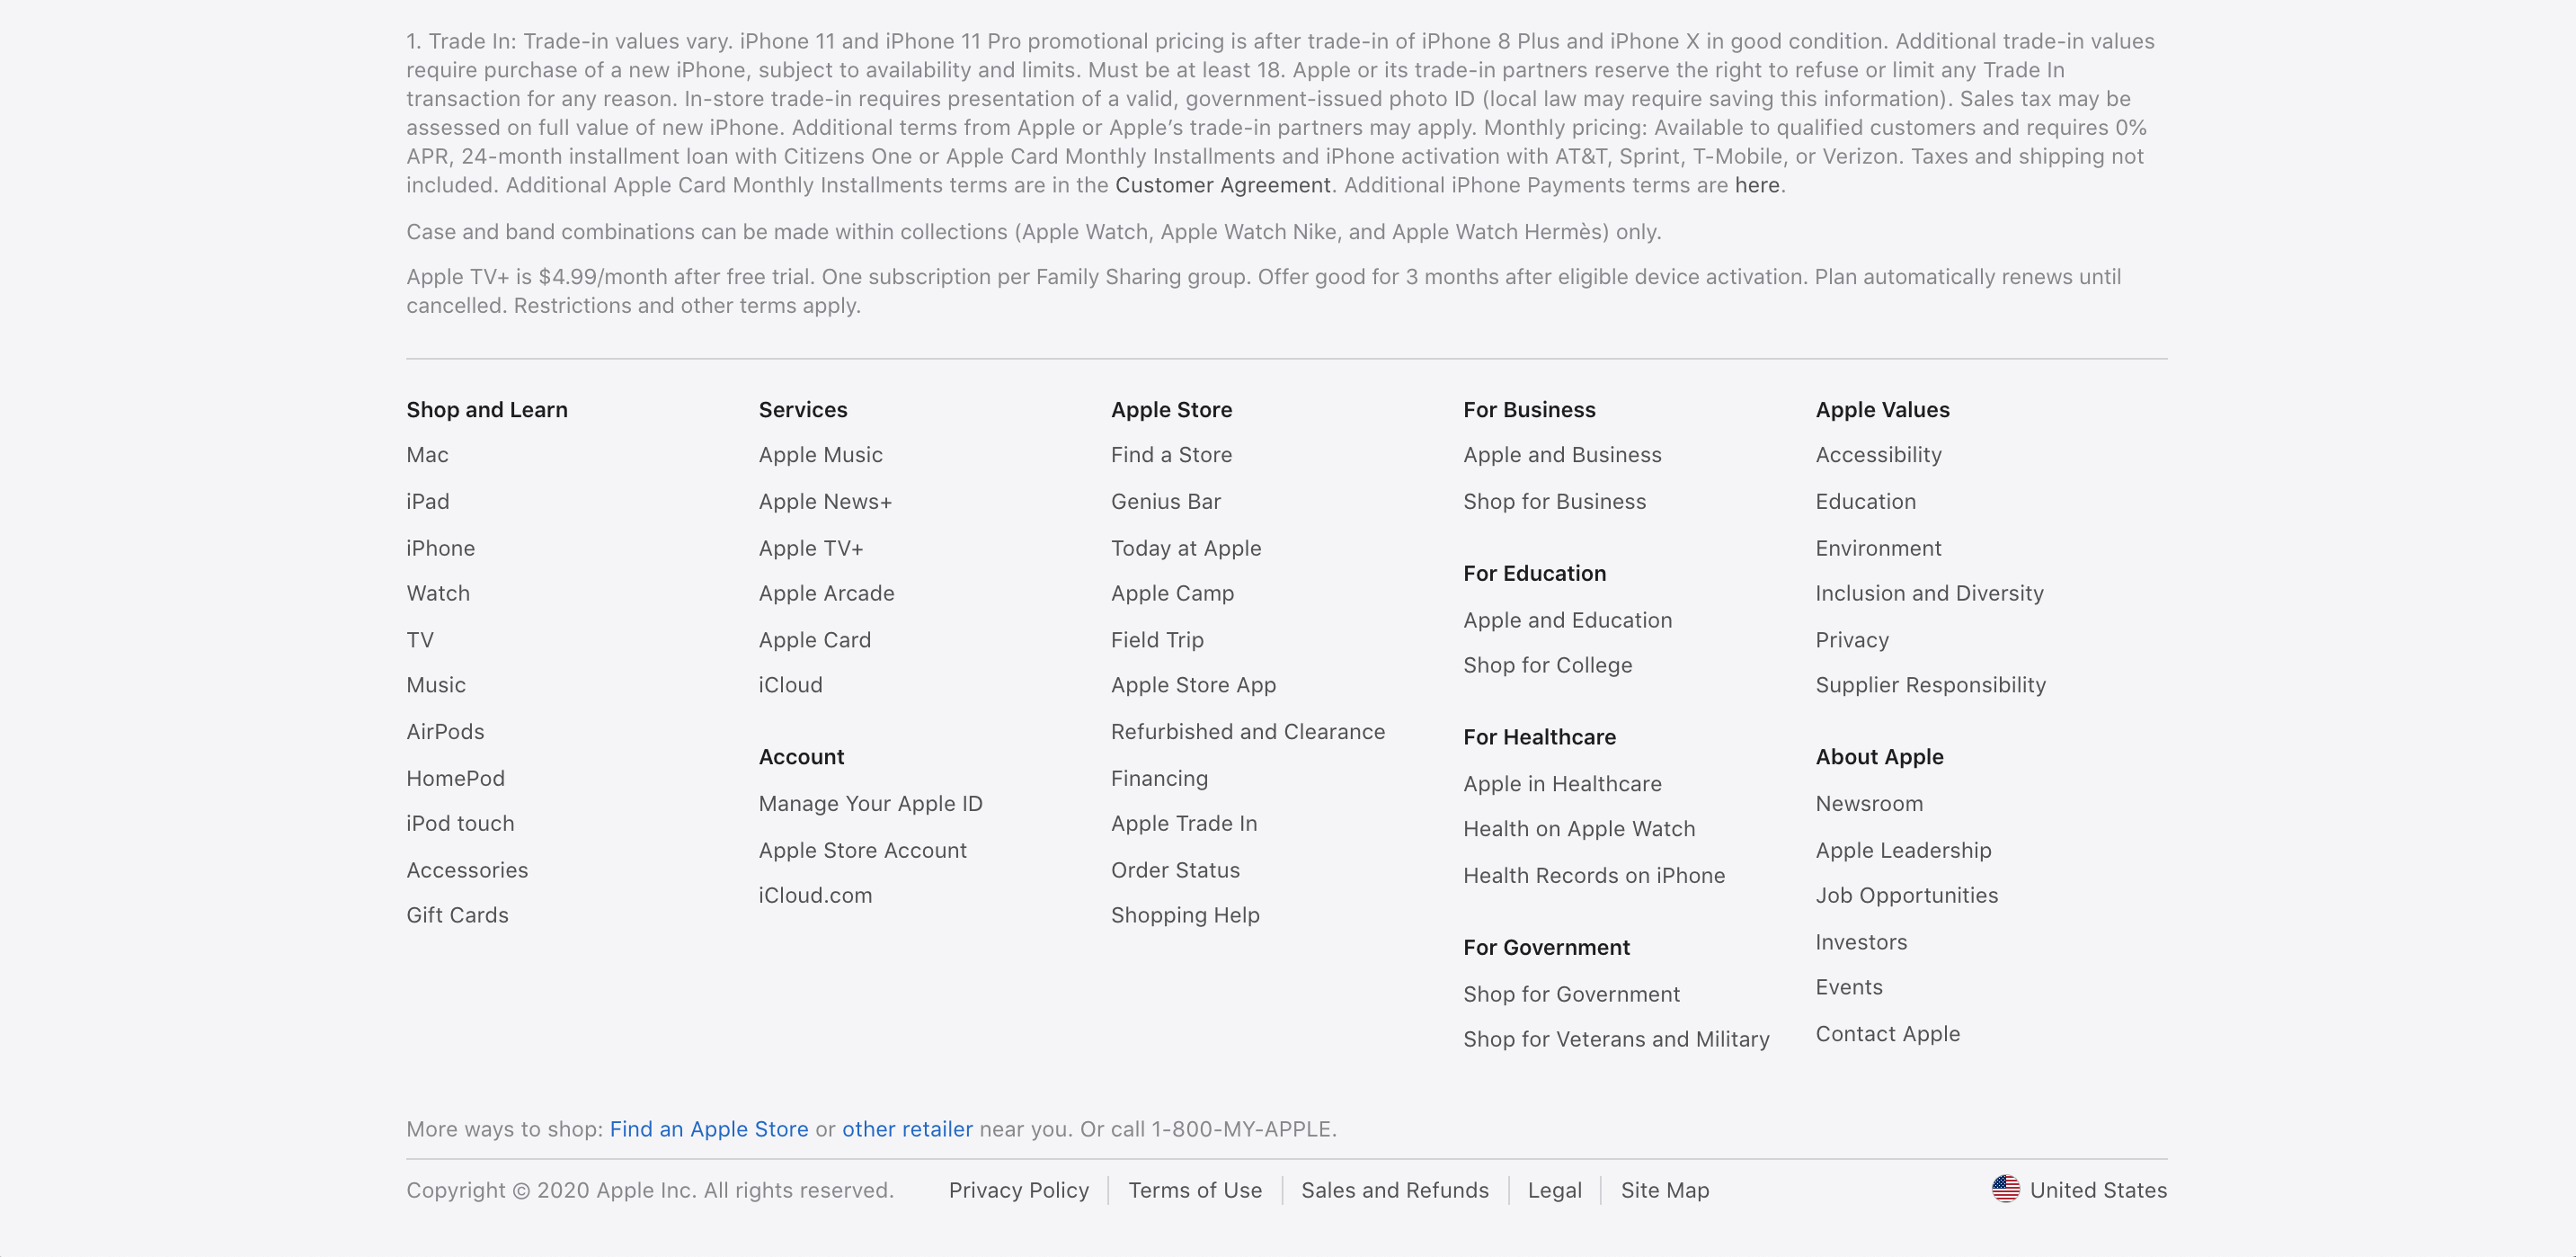 1. Trade In: Trade-in values vary. iPhone 11 and iPhone 11 Pro promotional pricing is after trade-in of iPhone 8 Plus and iPhone X in good condition. Additional trade-in values
require purchase of a new iPhone, subject to availability and limits. Must be at least 18. Apple or its trade-in partners reserve the right to refuse or limit any Trade In
transaction for any reason. In-store trade-in requires presentation of a valid, government-issued photo ID (local law may require saving this information). Sales tax may be
assessed on full value of new iPhone. Additional terms from Apple or Apple’s trade-in partners may apply. Monthly pricing: Available to qualified customers and requires 0%
APR, 24-month installment loan with Citizens One or Apple Card Monthly Installments and iPhone activation with AT&T, Sprint, T-Mobile, or Verizon. Taxes and shipping not
included. Additional Apple Card Monthly Installments terms are in the Customer Agreement. Additional iPhone Payments terms are here.
Case and band combinations can be made within collections (Apple Watch, Apple Watch Nike, and Apple Watch Hermès) only.
Apple TV+ is $4.99/month after free trial. One subscription per Family Sharing group. Offer good for 3 months after eligible device activation. Plan automatically renews until
cancelled. Restrictions and other terms apply.
Shop and Learn
Mac
iPad
iPhone
Watch
TV
Music
AirPods
HomePod
iPod touch
Accessories
Gift Cards
Services
Apple Music
Apple News+
Apple TV+
Apple Arcade
Apple Card
iCloud
Account
Manage Your Apple ID
Apple Store Account
iCloud.com
Apple Store
Find a Store
Genius Bar
Today at Apple
Apple Camp
Field Trip
Apple Store App
Refurbished and Clearance
Financing
Apple Trade In
Order Status
Shopping Help
For Business
Apple and Business
Shop for Business
For Education
Apple and Education
Shop for College
For Healthcare
Apple in Healthcare
Health on Apple Watch
Health Records on iPhone
For Government
Shop for Government
Shop for Veterans and Military
Apple Values
Accessibility
Education
Environment
Inclusion and Diversity
Privacy
Supplier Responsibility
About Apple
Newsroom
Apple Leadership
Job Opportunities
Investors
Events
Contact Apple
More ways to shop: Find an Apple Store or other retailer near you. Or call 1-800-MY-APPLE.
Copyright © 2020 Apple Inc. All rights reserved. Privacy Policy Terms of Use Sales and Refunds Legal Site Map United States